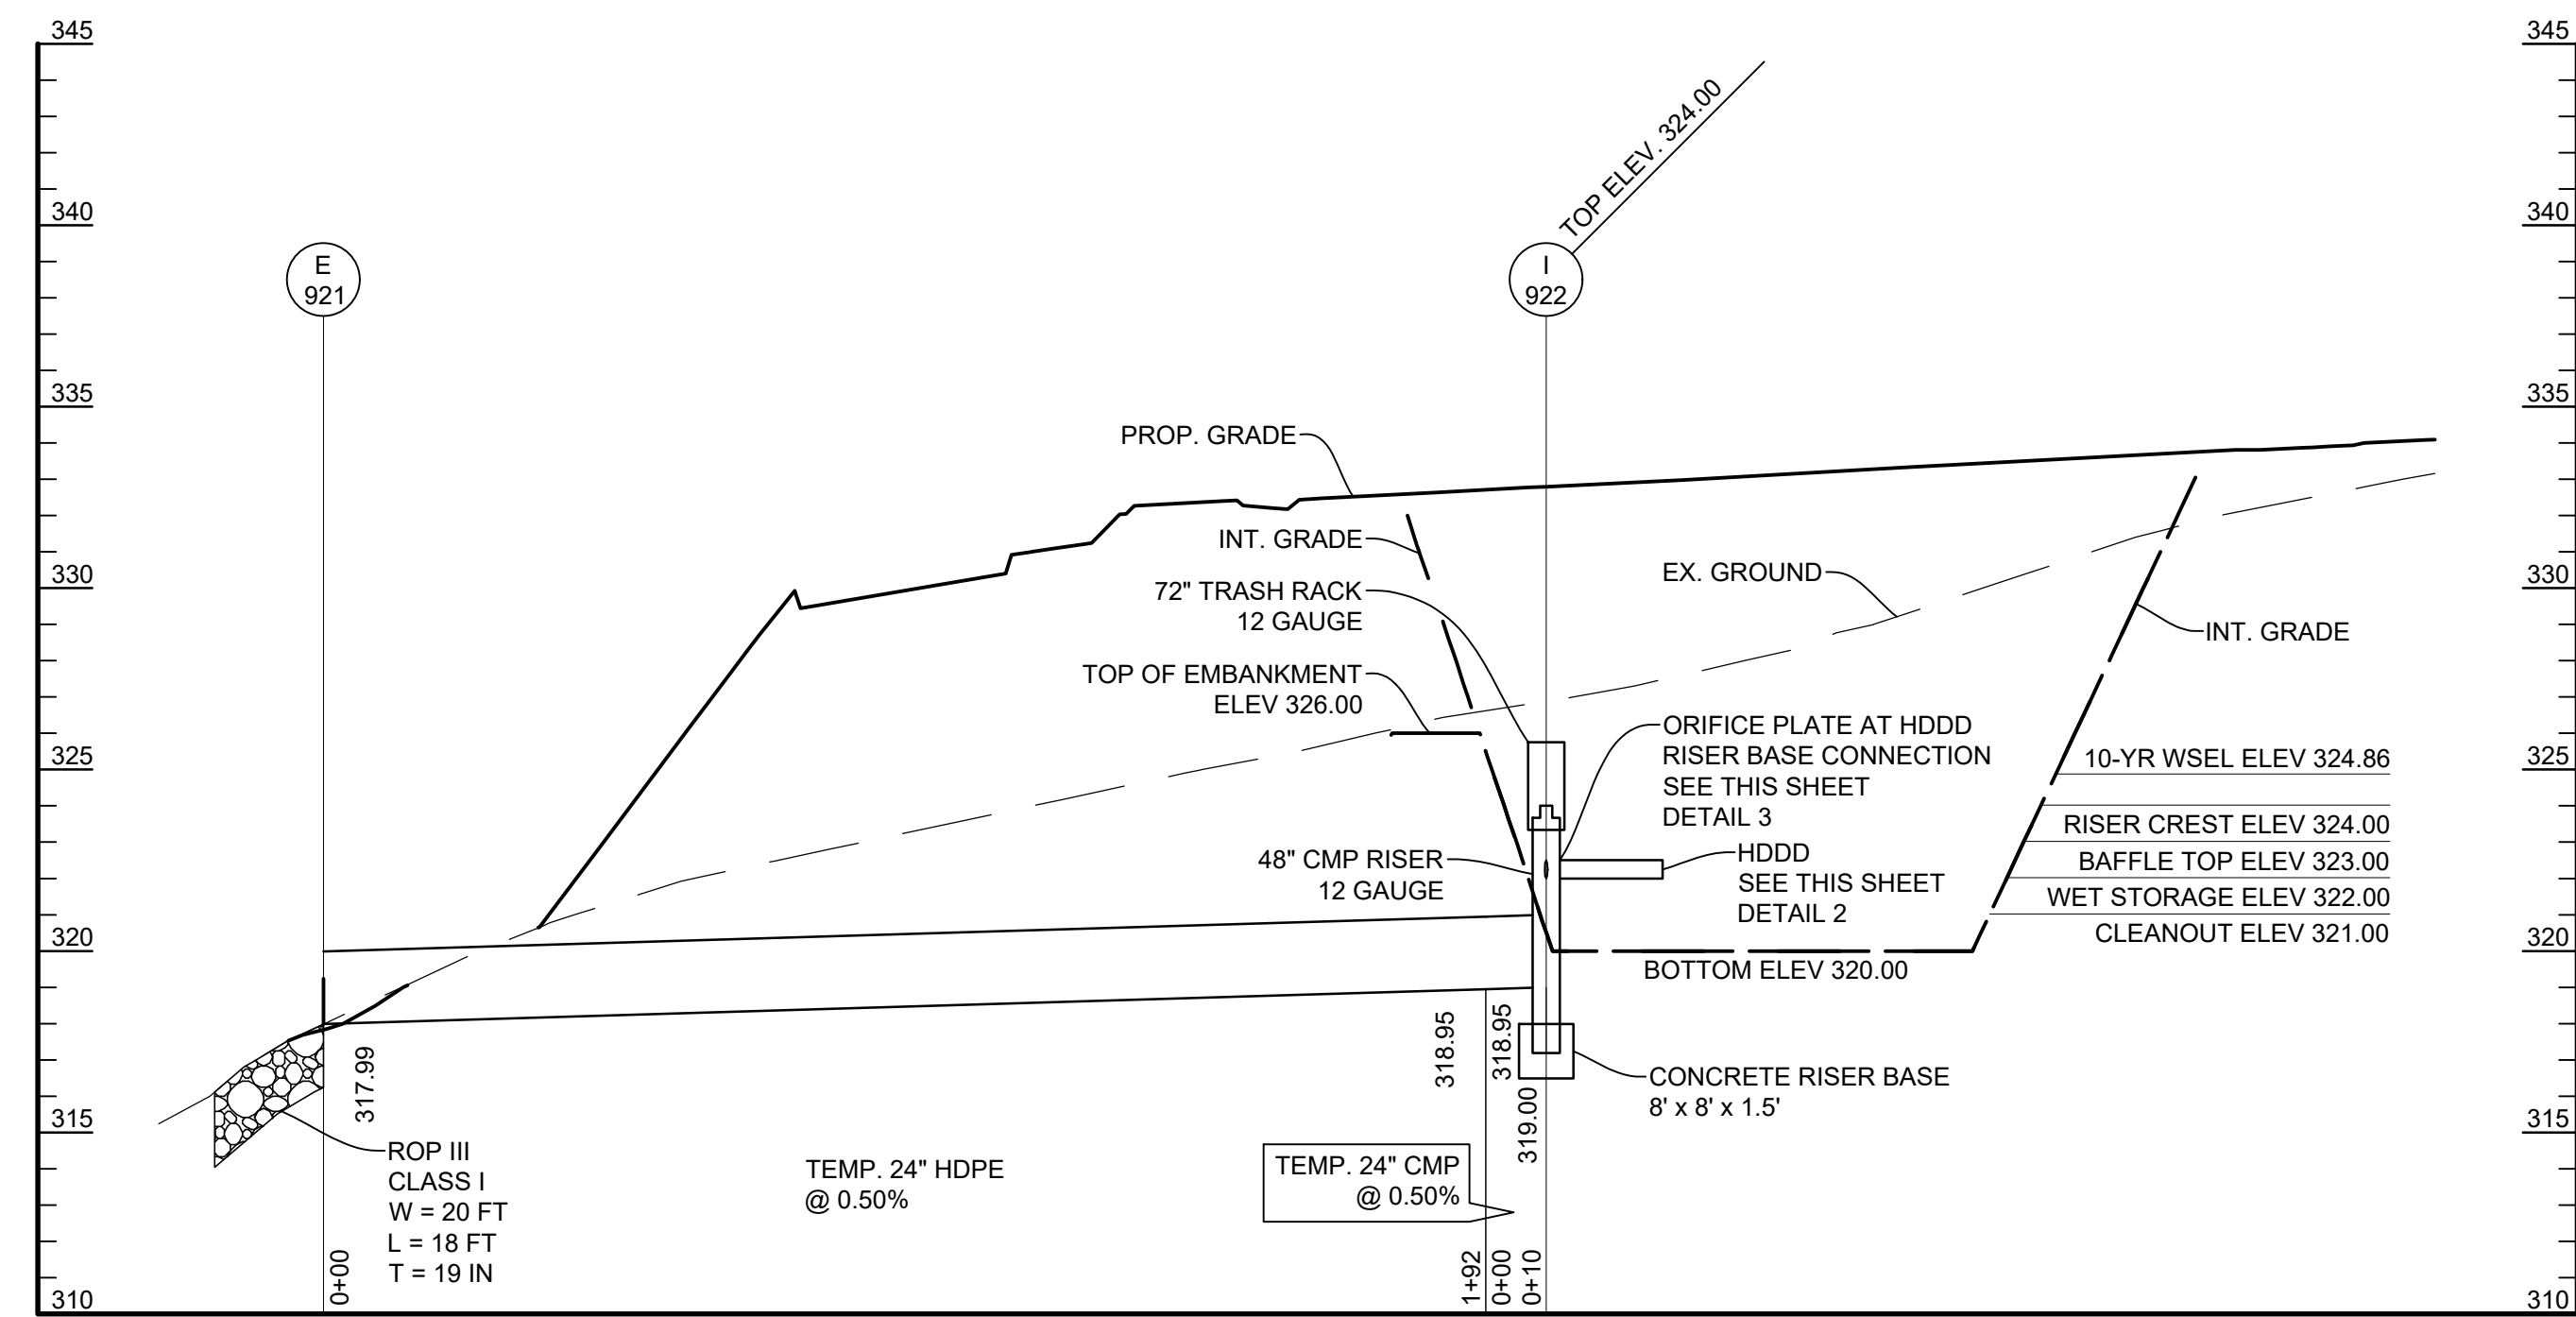 345
345
TOP ELEV. 324.00
340
340
E
921
I
922
335
335
PROP. GRADE
INT. GRADE
330
330
72" TRASH RACK
12 GAUGE
EX. GROUND
INT. GRADE
TOP OF EMBANKMENT
ELEV 326.00
ORIFICE PLATE AT HDDD
RISER BASE CONNECTION
SEE THIS SHEET
DETAIL 3
325
325
10-YR WSEL ELEV 324.86
RISER CREST ELEV 324.00
BAFFLE TOP ELEV 323.00
WET STORAGE ELEV 322.00
CLEANOUT ELEV 321.00
48" CMP RISER
12 GAUGE
HDDD
SEE THIS SHEET
DETAIL 2
320
320
BOTTOM ELEV 320.00
317.99
318.95
318.95
319.00
CONCRETE RISER BASE
8' x 8' x 1.5'
315
315
ROP III
CLASS I
W = 20 FT
L = 18 FT
T = 19 IN
TEMP. 24" HDPE
@ 0.50%
TEMP. 24" CMP
@ 0.50%
0+00
1+92
0+00
0+10
310
310